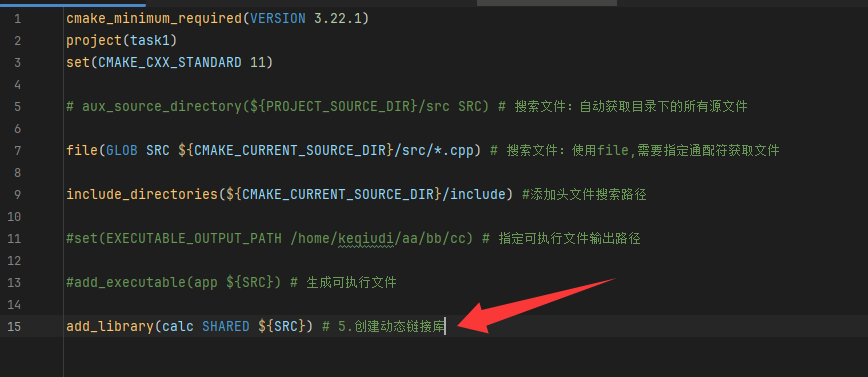 1 cmake_minimum_required(VERSION 3.22.1)
2 project(task1)
3 set(CMAKE_CXX_STANDARD 11)
4
5 # aux_source_directory(${PROJECT_SOURCE_DIR}/src SRC) # 搜索文件：自动获取目录下的所有源文件
6
7 file(GLOB SRC ${CMAKE_CURRENT_SOURCE_DIR}/src/*.cpp) # 搜索文件：使用file,需要指定通配符获取文件
8
9 include_directories(${CMAKE_CURRENT_SOURCE_DIR}/include) #添加头文件搜索路径
10
11 #set(EXECUTABLE_OUTPUT_PATH /home/keqiudi/aa/bb/cc) # 指定可执行文件输出路径
12
13 #add_executable(app ${SRC}) # 生成可执行文件
14
15 add_library(calc SHARED ${SRC}) # 5.创建动态链接库